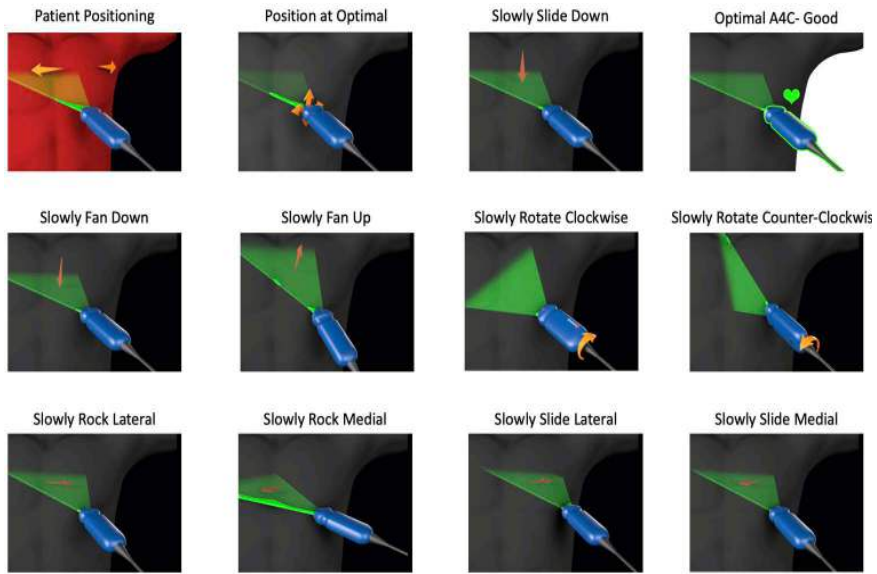 Patient Positioning
Position at Optimal
Slowly Slide Down
Optimal A4C- Good
Slowly Fan Down
Slowly Fan Up
Slowly Rotate Clockwise
Slowly Rotate Counter-Clockwis
Slowly Rock Lateral
Slowly Rock Medial
Slowly Slide Lateral
Slowly Slide Medial